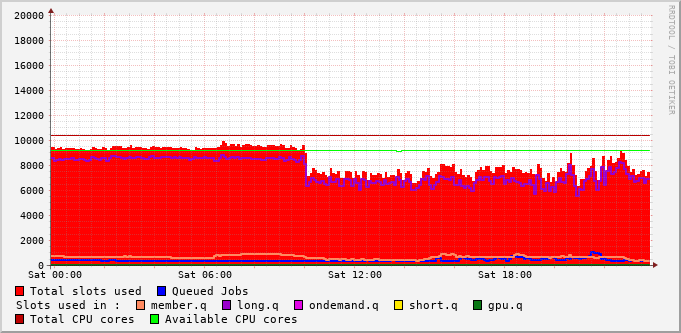 20000
18000
16000
14000
12000
10000
8000
6000
4000
2000
0
Sat 00:00 Sat 06:00 Sat 12:00 Sat 18:00
Total slots used Queued Jobs
Slots used in : member.q long.q ondemand.q short.q gpu.q
Total CPU cores Available CPU cores
RRDTOOL / TOBI OETIKER